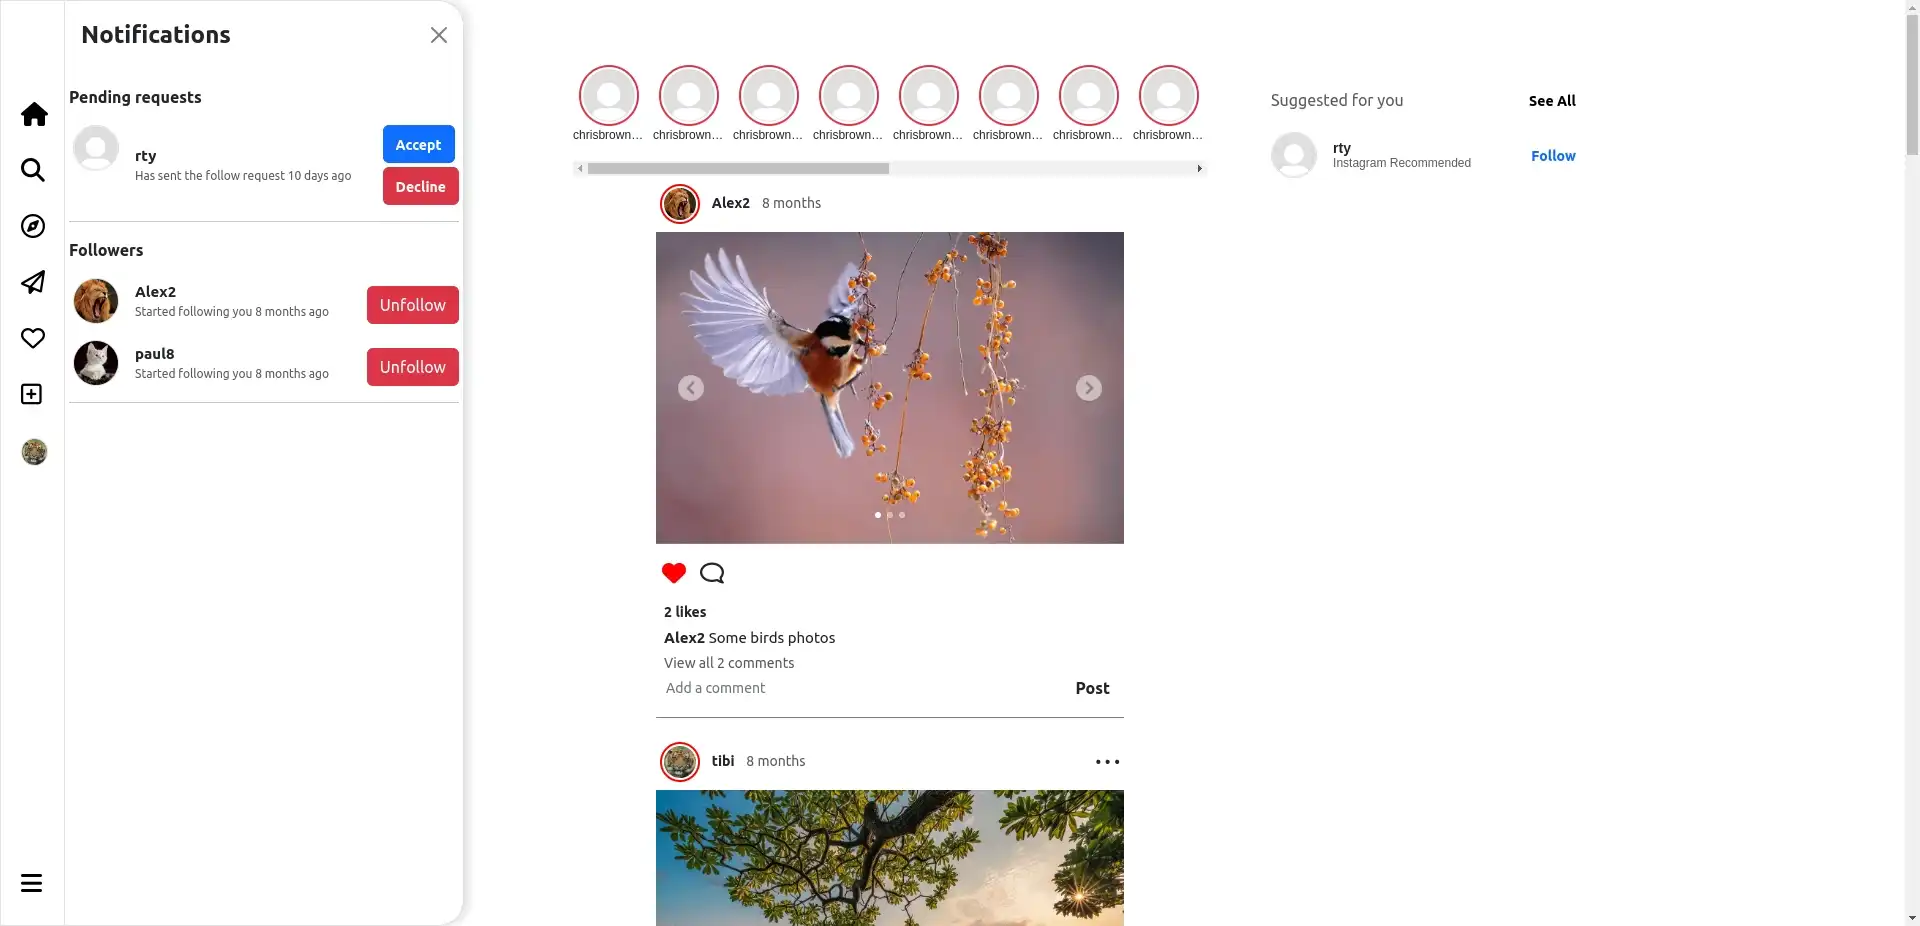 Notifications
Pending requests
rty
Has sent the follow request 10 days ago
Accept
Decline
Followers
Alex2
Started following you 8 months ago
Unfollow
paul8
Started following you 8 months ago
Unfollow
chrisbrown… chrisbrown… chrisbrown… chrisbrown… chrisbrown… chrisbrown… chrisbrown… chrisbrown…
Alex2 8 months
2 likes
Alex2 Some birds photos
View all 2 comments
Add a comment Post
tibi 8 months
Suggested for you See All
rty
Instagram Recommended
Follow